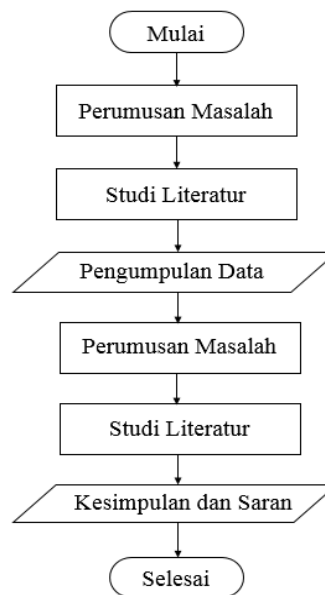 Mulai
Perumusan Masalah
Studi Literatur
Pengumpulan Data
Perumusan Masalah
Studi Literatur
Kesimpulan dan Saran
Selesai